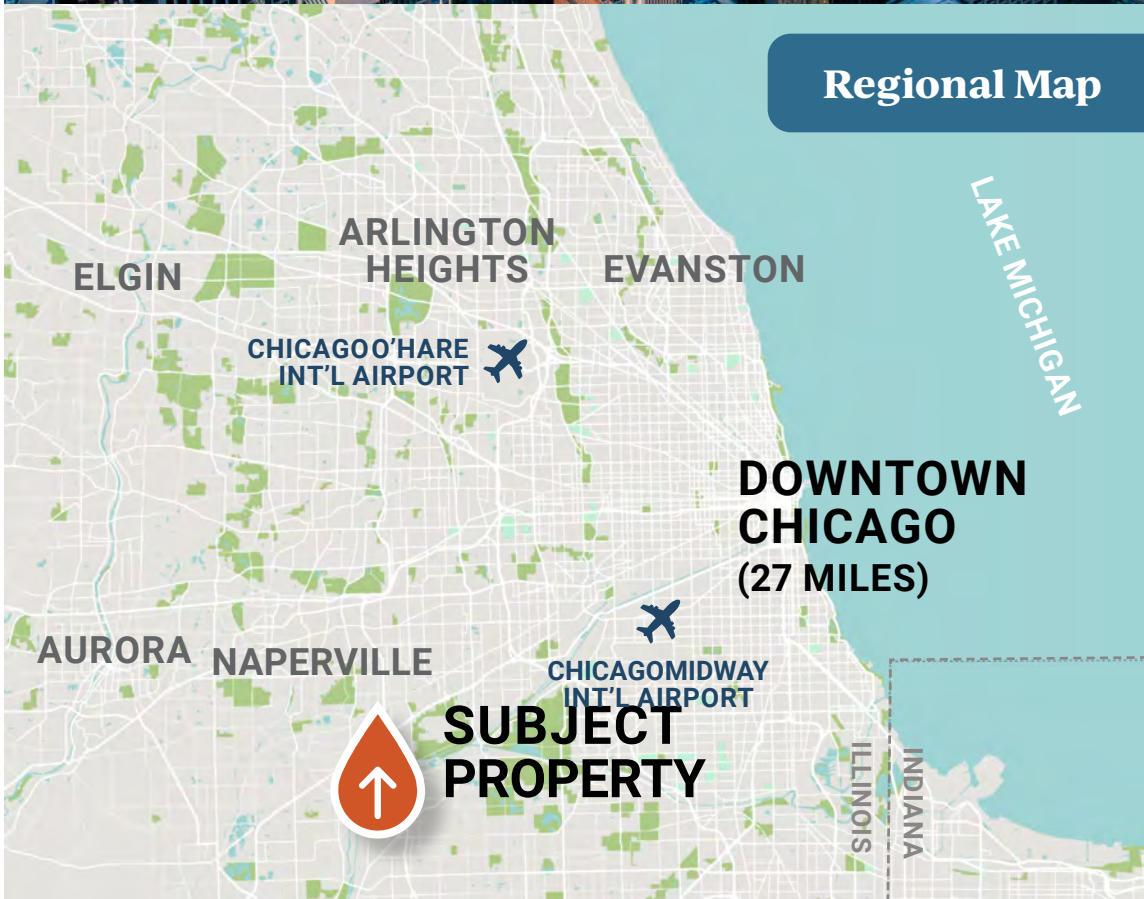 Regional Map
LAKE MICHIGAN
ARLINGTON
HEIGHTS
ELGIN
EVANSTON
CHICAGOO'HARE
INT'L AIRPORT
DOWNTOWN
CHICAGO
(27 MILES)
AURORA
NAPERVILLE
CHICAGOMIDWAY
INT'L AIRPORT
SUBJECT
PROPERTY
ILLINOIS
INDIANA